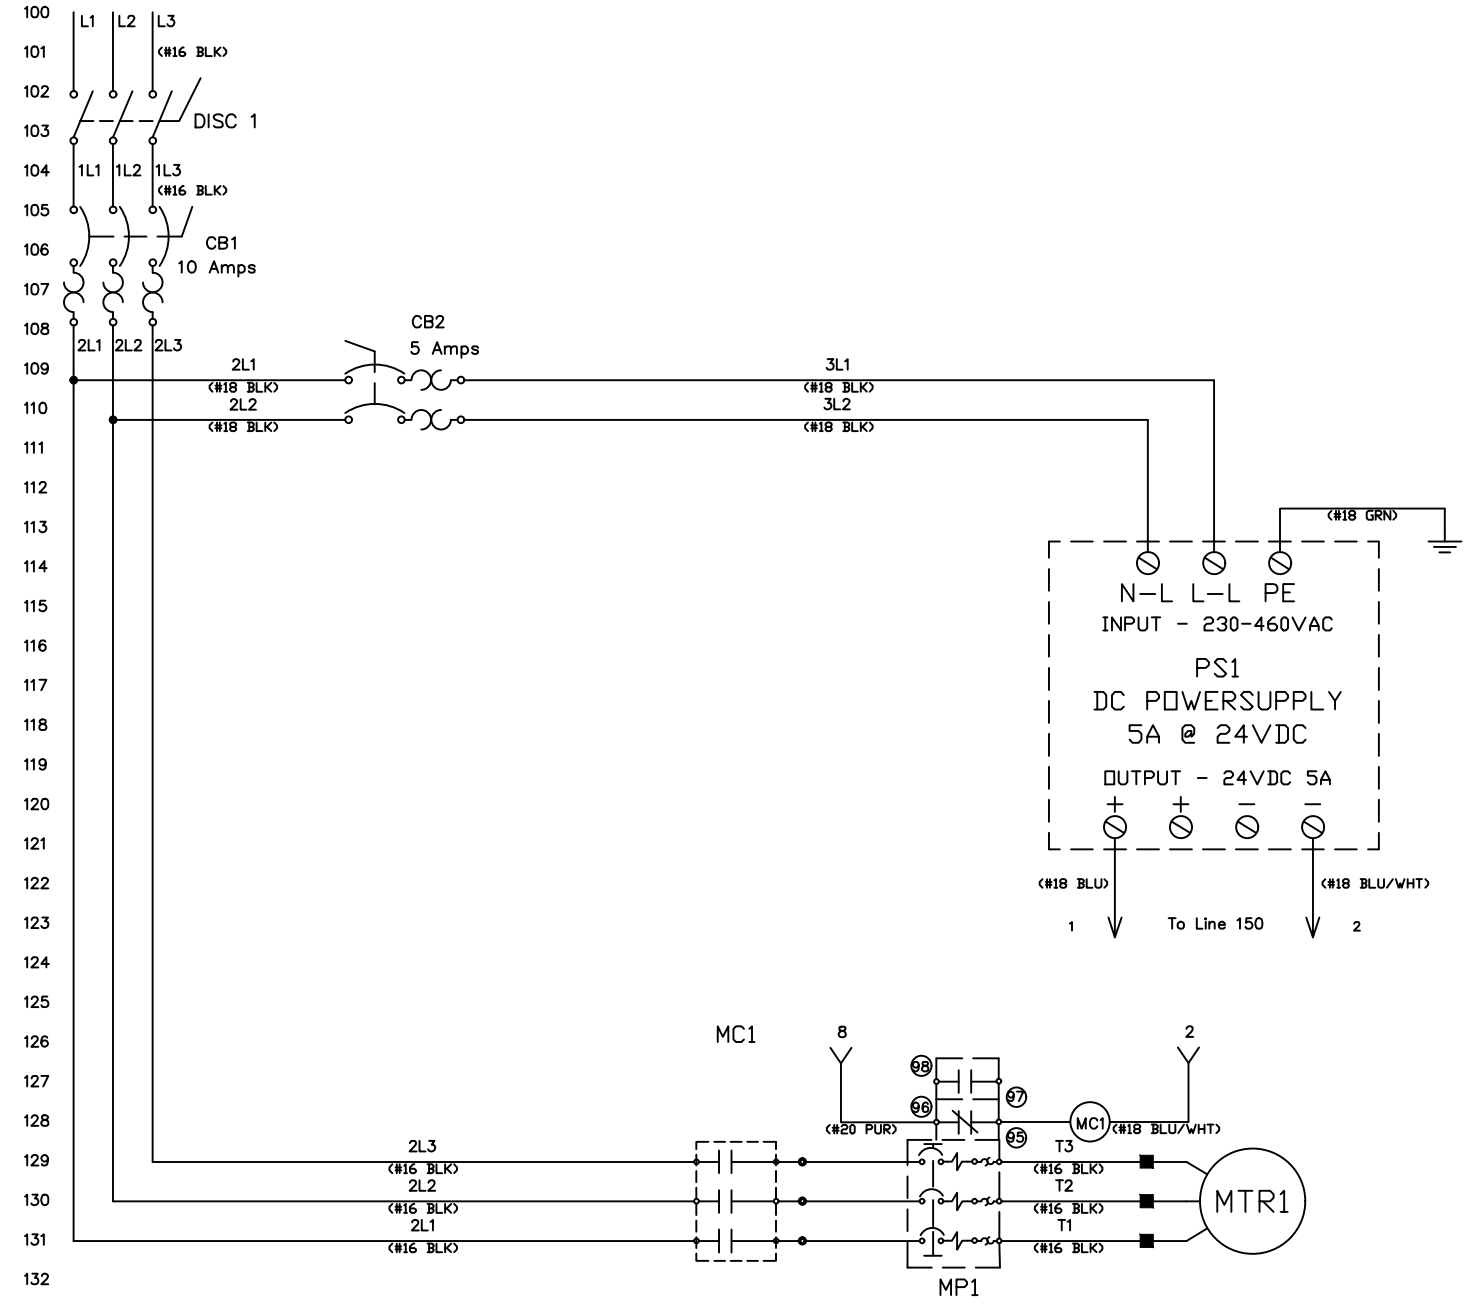 100 L1 L2 L3
101 (#16 BLK)
102
DISC 1
103
104 1L1 1L2 1L3
(#16 BLK)
105
CB1
106
10 Amps
107
CB2
108
2L1 2L2 2L3
5 Amps
109 2L1 3L1
(#18 BLK) (#18 BLK)
110 2L2 3L2
(#18 BLK) (#18 BLK)
111
112
(#18 GRN)
113
114
N-L L-L PE
115
INPUT - 230-460VAC
116
PS1
117
DC POWERSUPPLY
118
5A @ 24VDC
119
OUTPUT - 24VDC 5A
120
+ + - -
121
122 (#18 BLU) (#18 BLU/WHT)
123 1 To Line 150 2
124
125
MC1 8 2
126
98
127
97
96
128 MC1
(#20 PUR) (#18 BLU/WHT)
95
2L3 T3
129
(#16 BLK) (#16 BLK)
2L2 T2
130 MTR1
(#16 BLK) (#16 BLK)
2L1 T1
131
(#16 BLK) (#16 BLK)
132
MP1